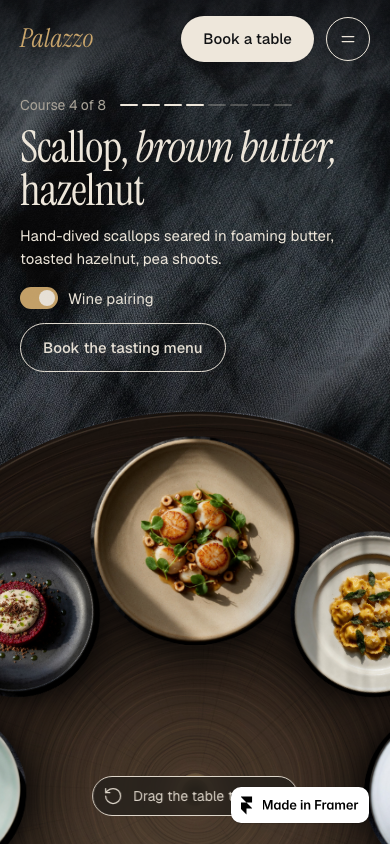 Palazzo
Book a table
Course 4 of 8
Scallop, brown butter,
hazelnut
Hand-dived scallops seared in foaming butter,
toasted hazelnut, pea shoots.
Wine pairing
Book the tasting menu
Drag the table
Made in Framer